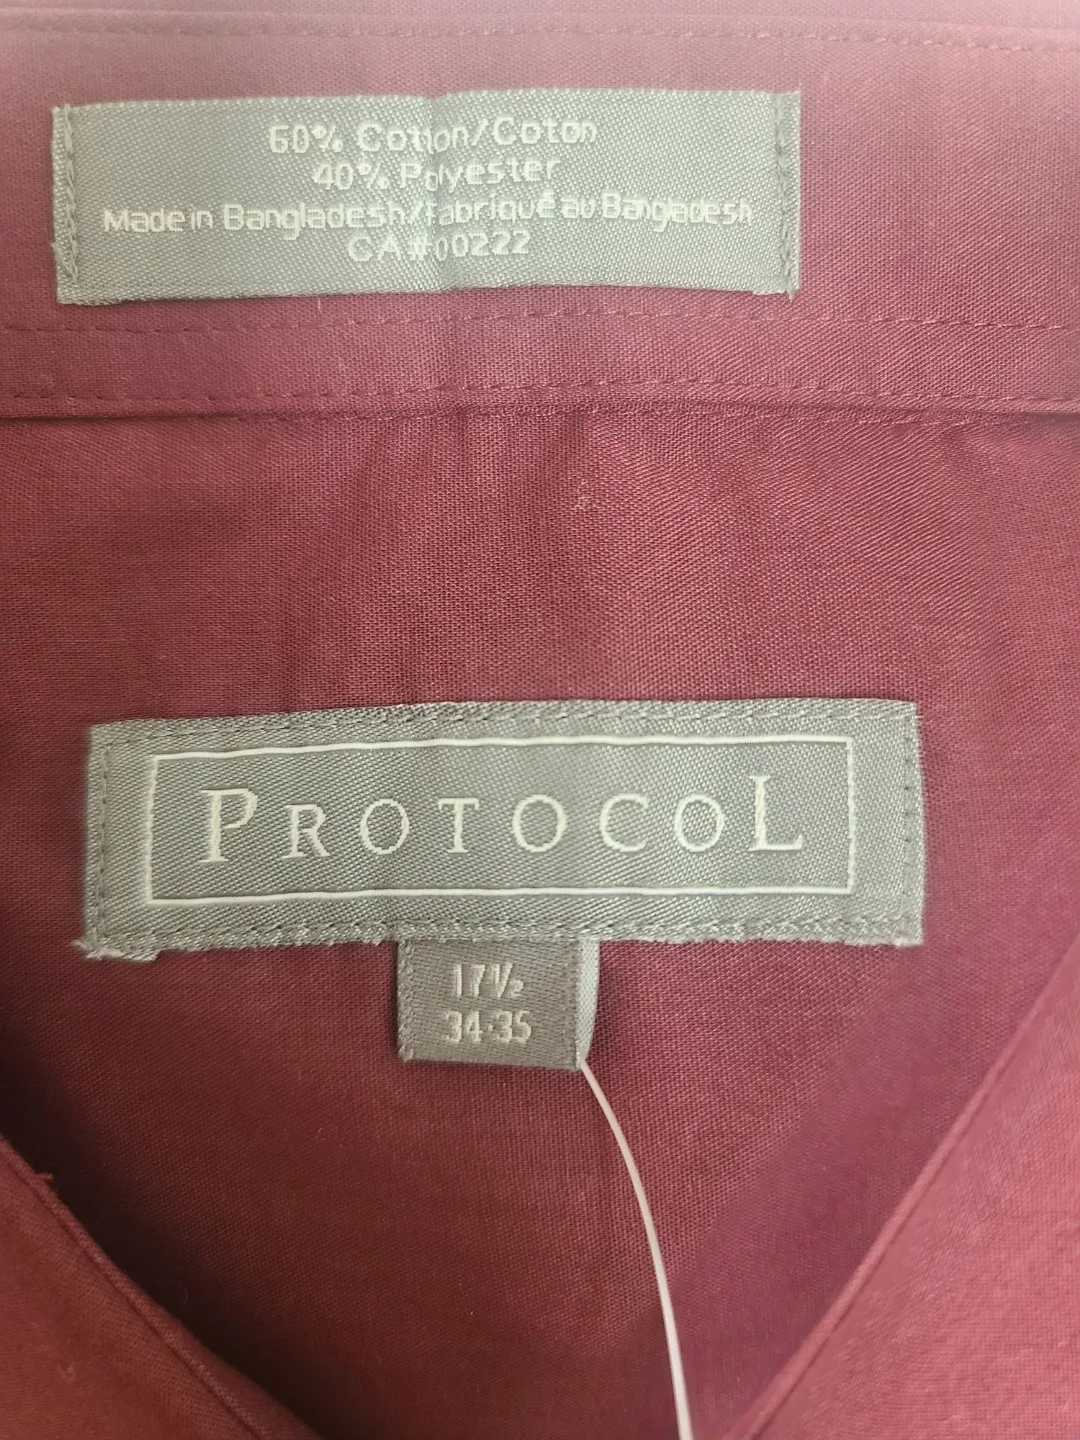 60% Cotton/Coton
40% Polyester
Made in Bangladesh/Fabriqué au Bangladesh
CA#00222
PROTOCOL
17½
34-35